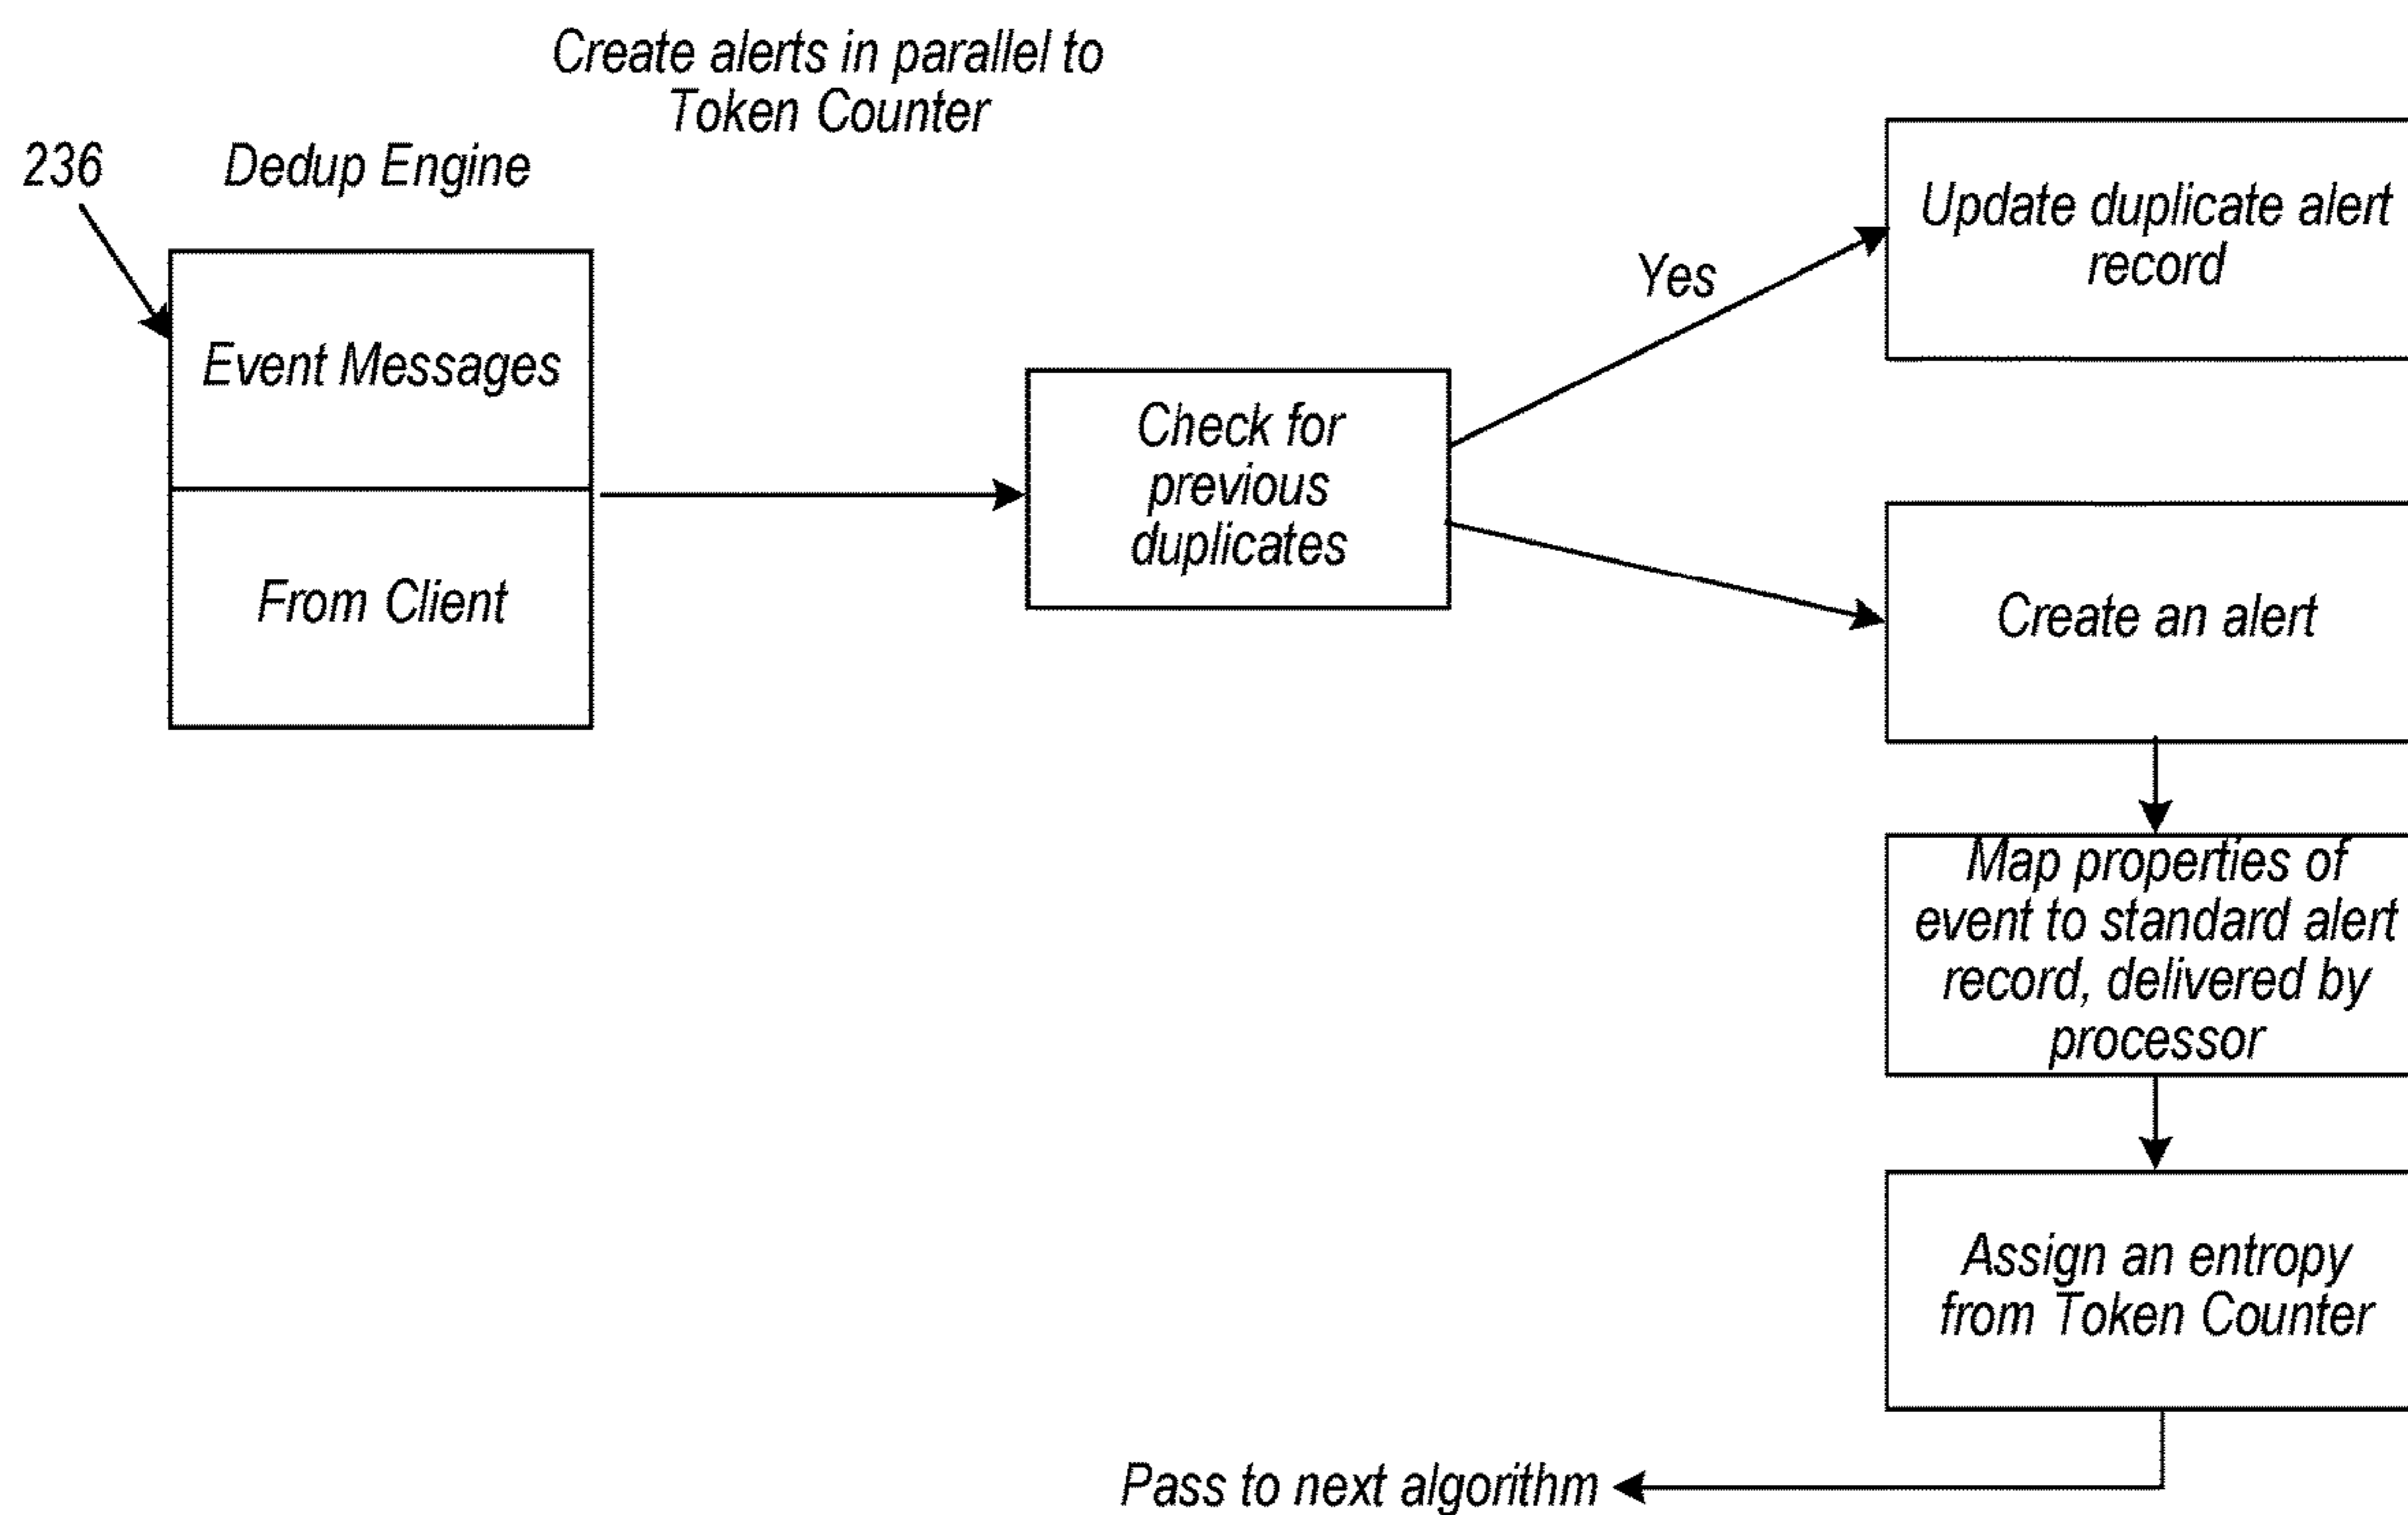 Create alerts in parallel to
Token Counter
236
Dedup Engine
Event Messages
From Client
Check for
previous
duplicates
Yes
Update duplicate alert
record
Create an alert
Map properties of
event to standard alert
record, delivered by
processor
Assign an entropy
from Token Counter
Pass to next algorithm